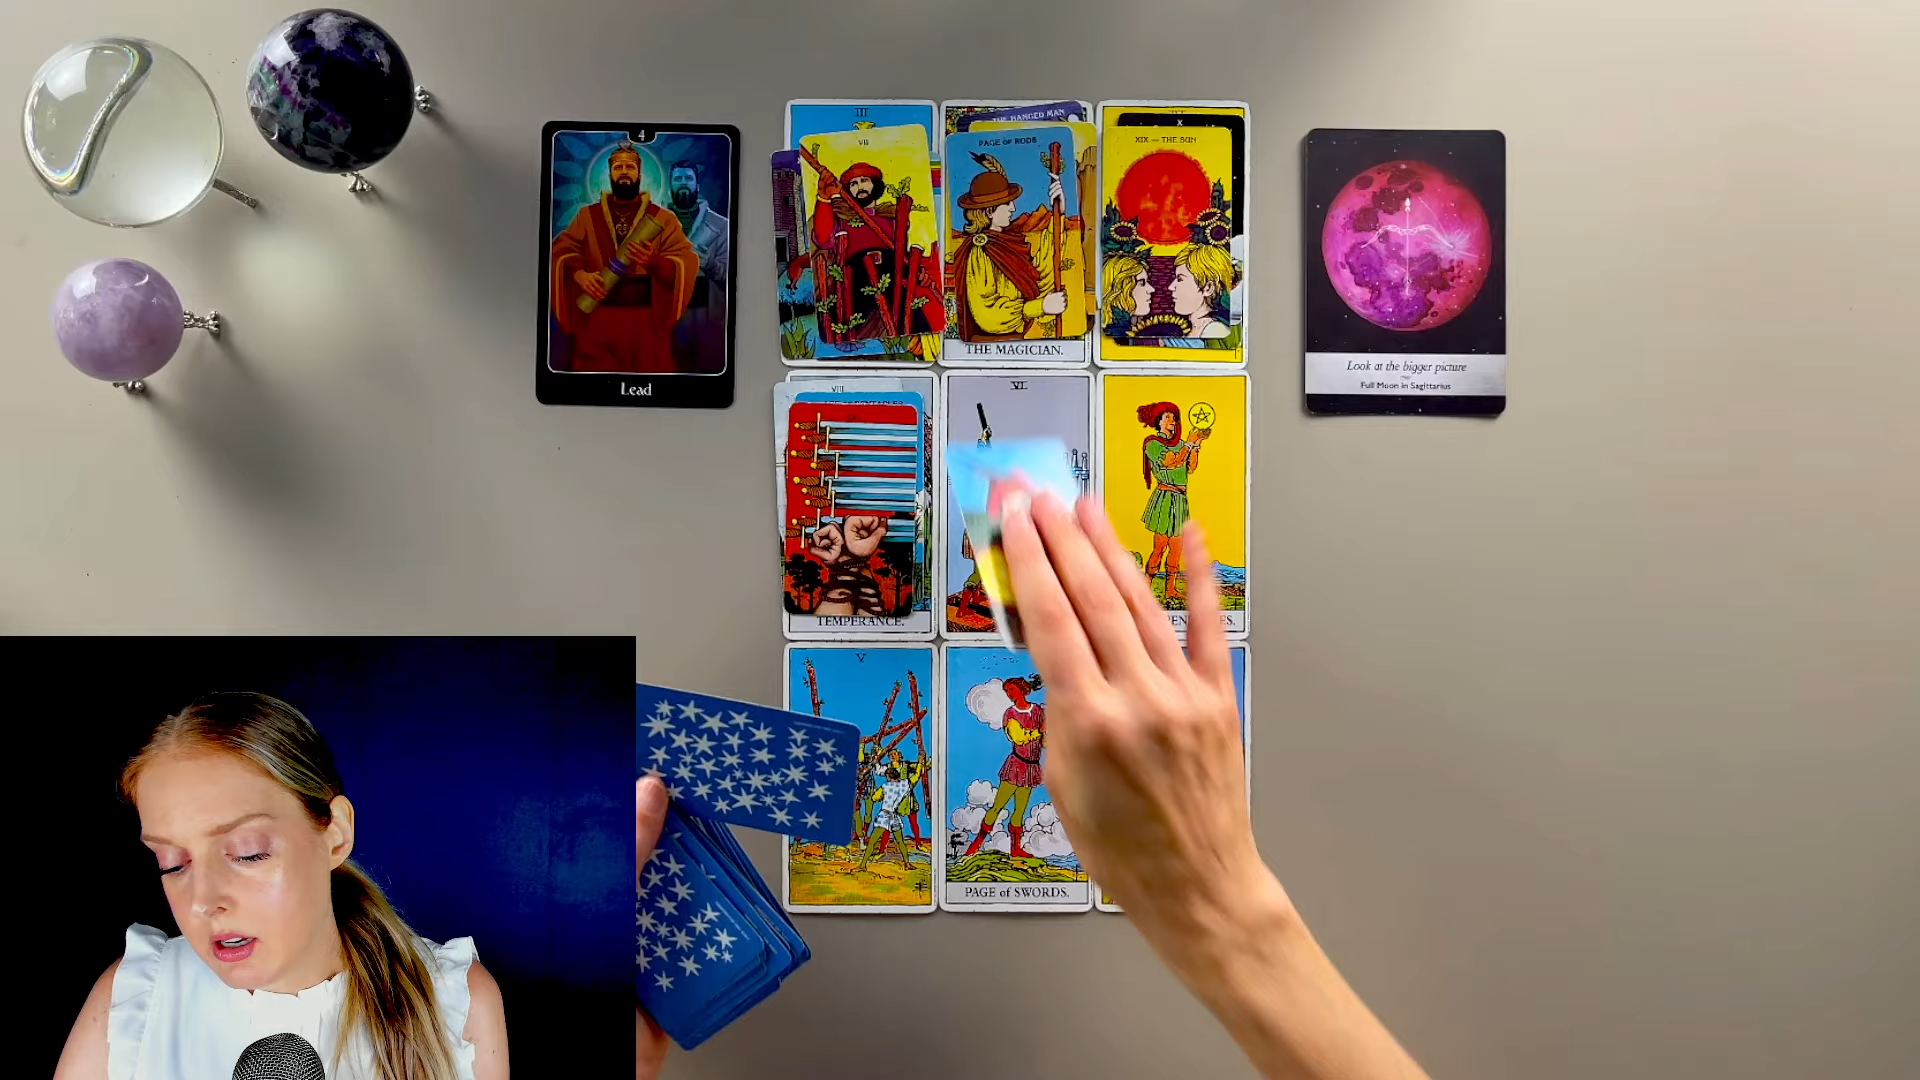 4
Lead
III
VII
THE HANGED MAN
PAGE OF RODS
THE MAGICIAN.
X
XIX — THE SUN
Look at the bigger picture
Full Moon in Sagittarius
VIII
TEMPERANCE.
VI
V
PAGE of SWORDS.